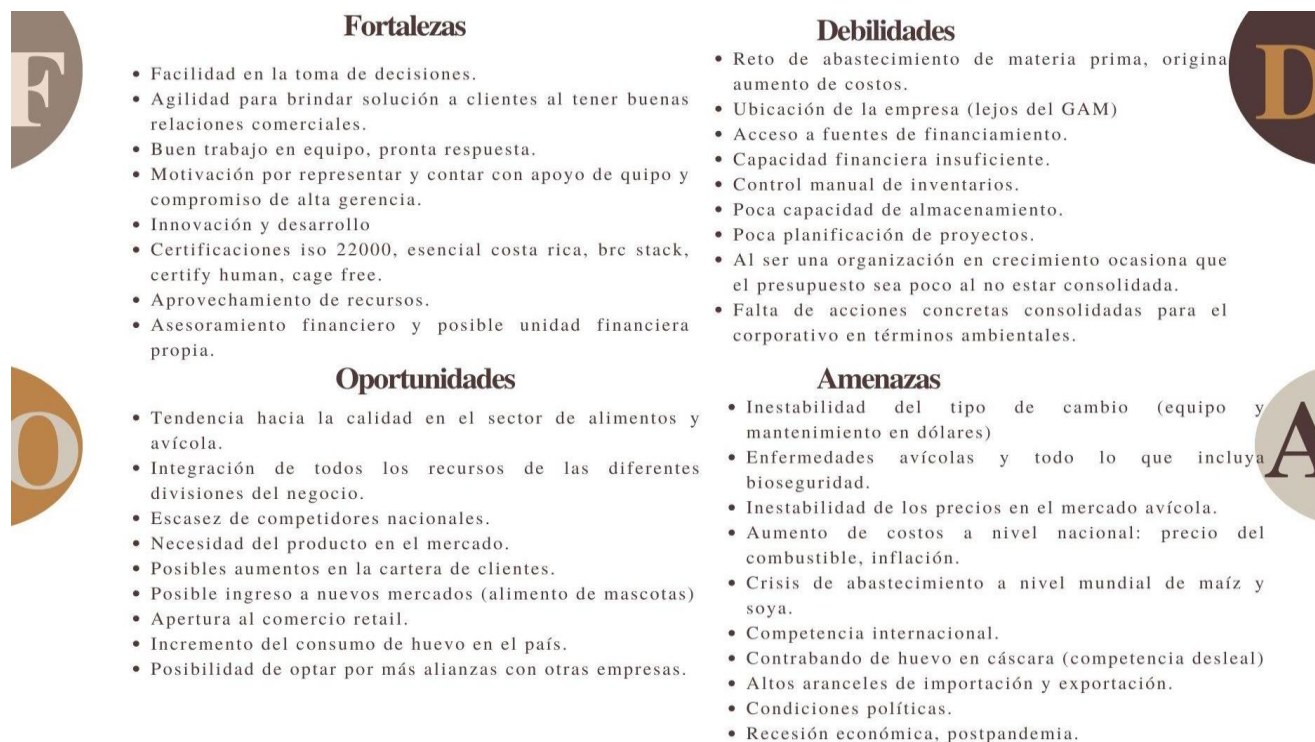 F
Fortalezas
• Facilidad en la toma de decisiones.
• Agilidad para brindar solución a clientes al tener buenas
relaciones comerciales.
• Buen trabajo en equipo, pronta respuesta.
• Motivación por representar y contar con apoyo de quipo y
compromiso de alta gerencia.
• Innovación y desarrollo
• Certificaciones iso 22000, esencial costa rica, brc stack,
certify human, cage free.
• Aprovechamiento de recursos.
• Asesoramiento financiero y posible unidad financiera
propia.
D
Debilidades
• Reto de abastecimiento de materia prima, origina
aumento de costos.
• Ubicación de la empresa (lejos del GAM)
• Acceso a fuentes de financiamiento.
• Capacidad financiera insuficiente.
• Control manual de inventarios.
• Poca capacidad de almacenamiento.
• Poca planificación de proyectos.
• Al ser una organización en crecimiento ocasiona que
el presupuesto sea poco al no estar consolidada.
• Falta de acciones concretas consolidadas para el
corporativo en términos ambientales.
O
Oportunidades
• Tendencia hacia la calidad en el sector de alimentos y
avícola.
• Integración de todos los recursos de las diferentes
divisiones del negocio.
• Escasez de competidores nacionales.
• Necesidad del producto en el mercado.
• Posibles aumentos en la cartera de clientes.
• Posible ingreso a nuevos mercados (alimento de mascotas)
• Apertura al comercio retail.
• Incremento del consumo de huevo en el país.
• Posibilidad de optar por más alianzas con otras empresas.
A
Amenazas
• Inestabilidad del tipo de cambio (equipo y
mantenimiento en dólares)
• Enfermedades avícolas y todo lo que incluya
bioseguridad.
• Inestabilidad de los precios en el mercado avícola.
• Aumento de costos a nivel nacional: precio del
combustible, inflación.
• Crisis de abastecimiento a nivel mundial de maíz y
soya.
• Competencia internacional.
• Contrabando de huevo en cáscara (competencia desleal)
• Altos aranceles de importación y exportación.
• Condiciones políticas.
• Recesión económica, postpandemia.